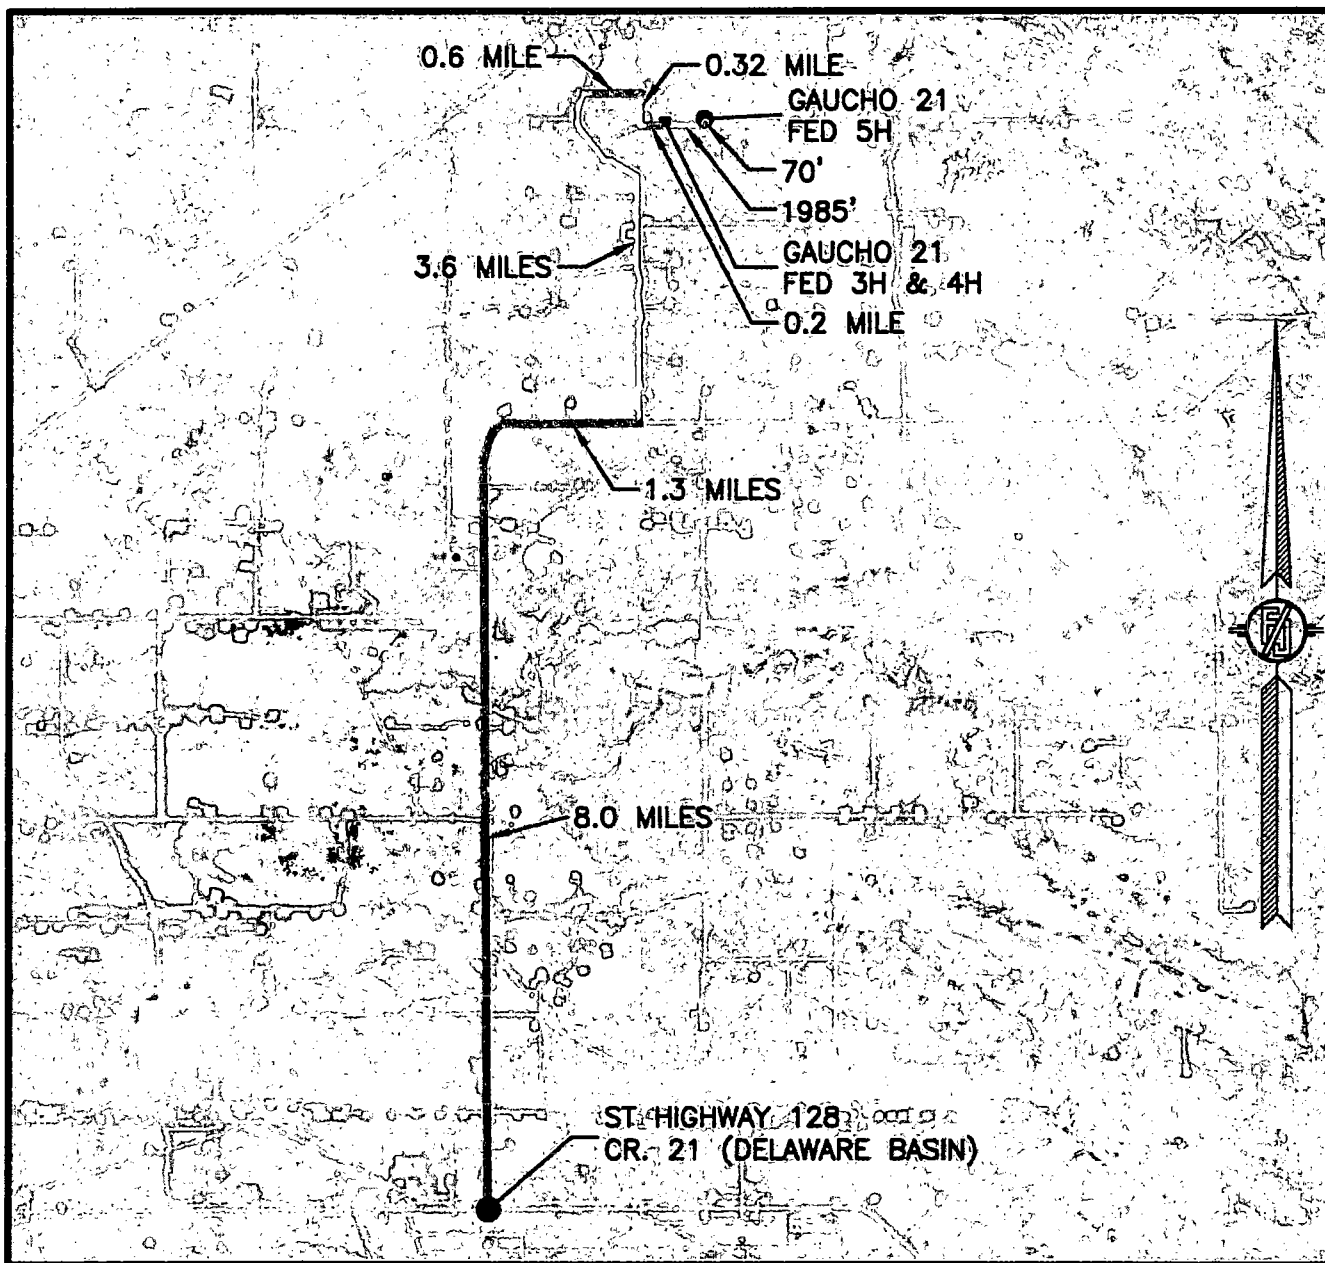 0.6 MILE
0.32 MILE
GAUCHO 21
FED 5H
70'
1985'
GAUCHO 21
FED 3H & 4H
3.6 MILES
0.2 MILE
1.3 MILES
8.0 MILES
ST. HIGHWAY 128
CR. 21 (DELAWARE BASIN)